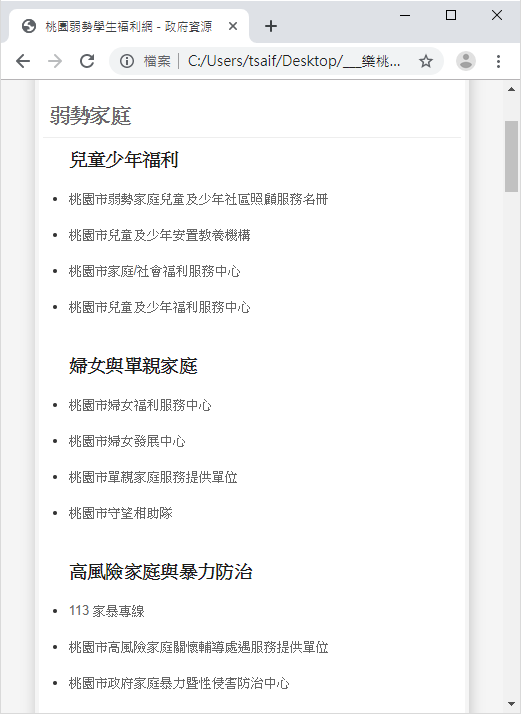 桃園弱勢學生福利網 - 政府資源
檔案 | C:/Users/tsaif/Desktop/___樂桃...
弱勢家庭
兒童少年福利
• 桃園市弱勢家庭兒童及少年社區照顧服務名冊
• 桃園市兒童及少年安置教養機構
• 桃園市家庭/社會福利服務中心
• 桃園市兒童及少年福利服務中心
婦女與單親家庭
• 桃園市婦女福利服務中心
• 桃園市婦女發展中心
• 桃園市單親家庭服務提供單位
• 桃園市守望相助隊
高風險家庭與暴力防治
• 113 家暴專線
• 桃園市高風險家庭關懷輔導處遇服務提供單位
• 桃園市政府家庭暴力暨性侵害防治中心